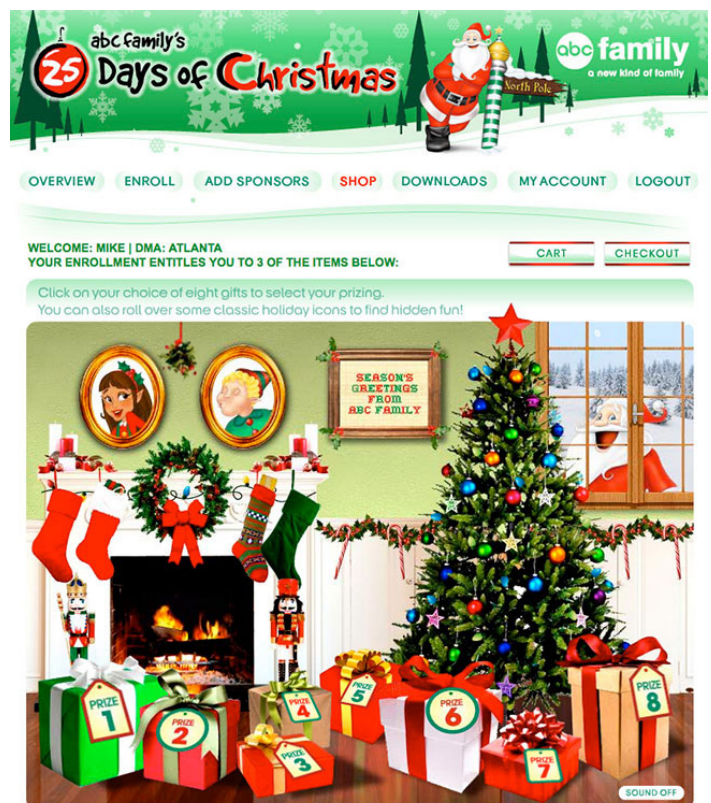 abc family's
25 Days of Christmas
abc family
a new kind of family
North Pole
OVERVIEW ENROLL ADD SPONSORS SHOP DOWNLOADS MY ACCOUNT LOGOUT
WELCOME: MIKE | DMA: ATLANTA
YOUR ENROLLMENT ENTITLES YOU TO 3 OF THE ITEMS BELOW:
CART CHECKOUT
Click on your choice of eight gifts to select your prizing.
You can also roll over some classic holiday icons to find hidden fun!
SEASON'S
GREETINGS
FROM
ABC FAMILY
PRIZE
1
PRIZE
2
PRIZE
3
PRIZE
4
PRIZE
5
PRIZE
6
PRIZE
7
PRIZE
8
SOUND OFF